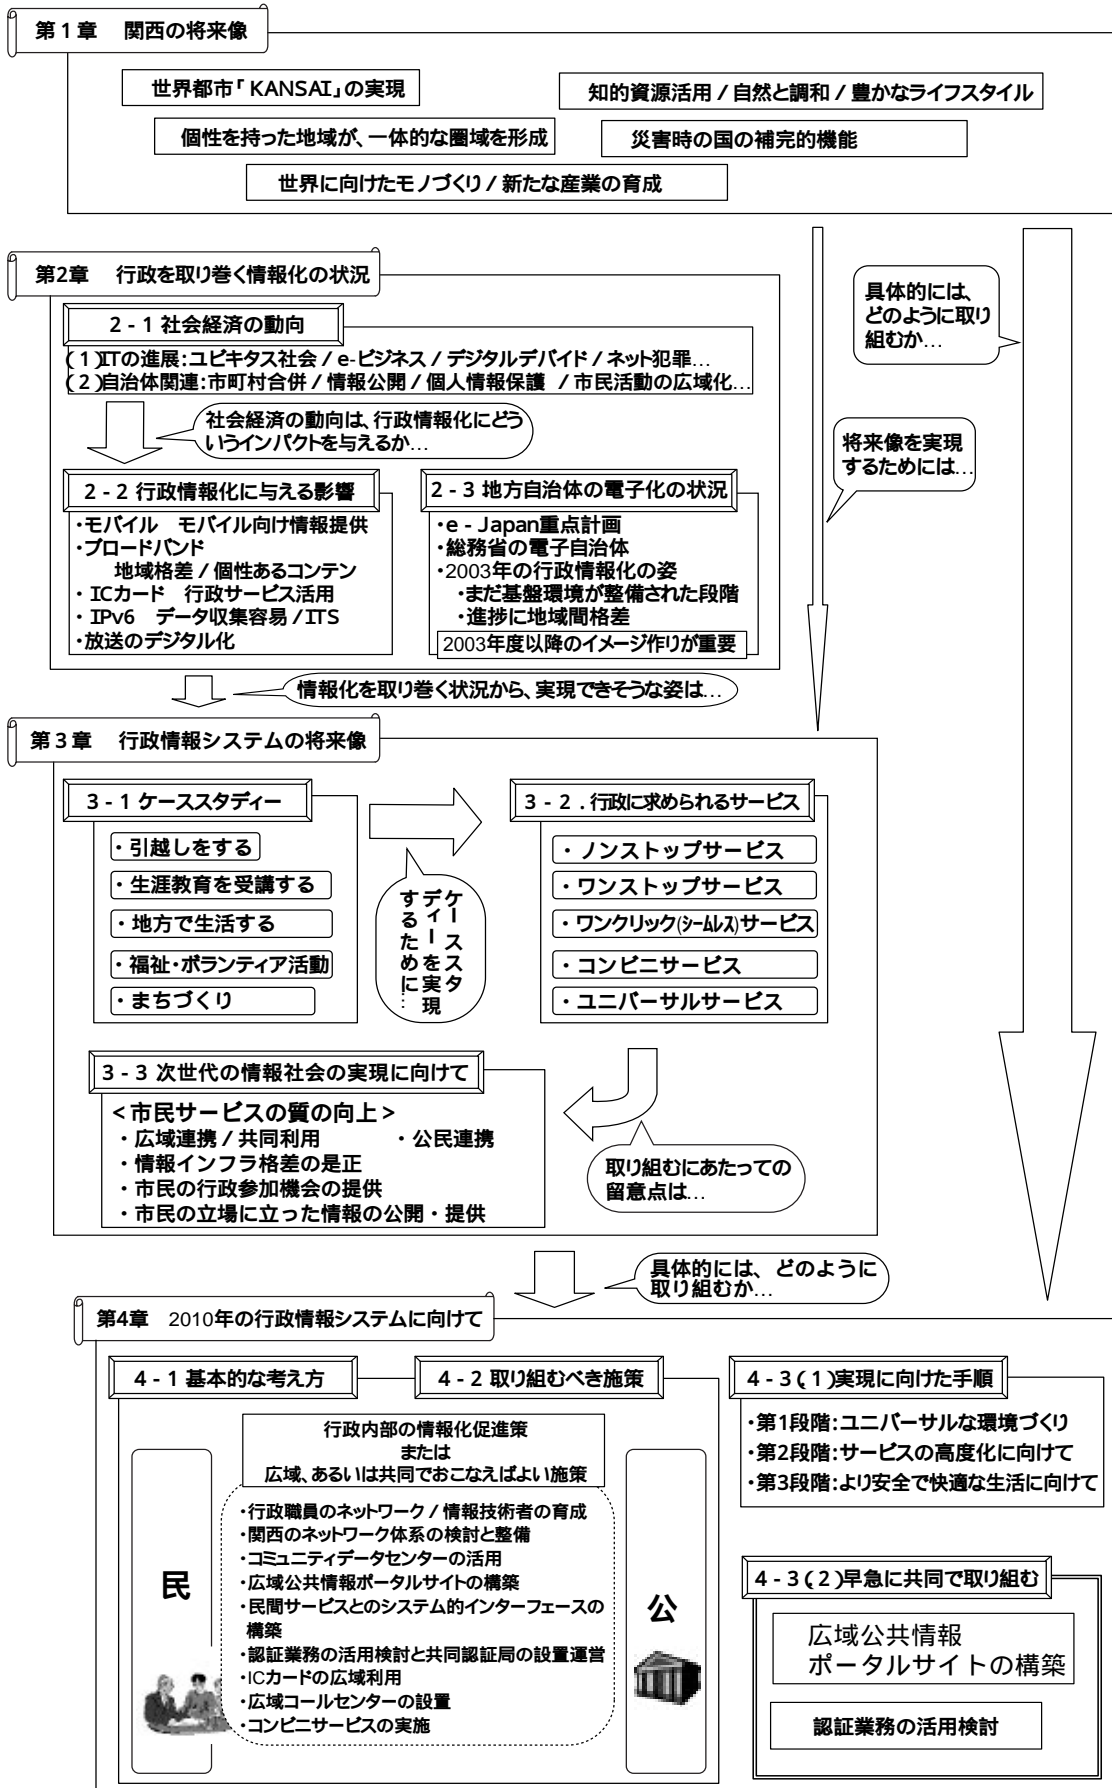 第1章　関西の将来像
世界都市「KANSAI」の実現
知的資源活用/自然と調和/豊かなライフスタイル
個性を持った地域が、一体的な圏域を形成
災害時の国の補完的機能
世界に向けたモノづくり/新たな産業の育成
具体的には、
どのように取り
組むか…
将来像を実現
するためには…
第2章　行政を取り巻く情報化の状況
2-1社会経済の動向
(1)ITの進展:ユビキタス社会/e-ビジネス/デジタルデバイド/ネット犯罪…
(2)自治体関連:市町村合併/情報公開/個人情報保護 /市民活動の広域化…
社会経済の動向は、行政情報化にどう
いうインパクトを与えるか…
2-2行政情報化に与える影響
・モバイル　モバイル向け情報提供
・ブロードバンド
地域格差/個性あるコンテン
・ICカード　行政サービス活用
・IPv6　データ収集容易/ITS
・放送のデジタル化
2-3地方自治体の電子化の状況
・e-Japan重点計画
・総務省の電子自治体
・2003年の行政情報化の姿
・まだ基盤環境が整備された段階
・進捗に地域間格差
2003年度以降のイメージ作りが重要
情報化を取り巻く状況から、実現できそうな姿は…
第3章　行政情報システムの将来像
3-1ケーススタディー
・引越しをする
・生涯教育を受講する
・地方で生活する
・福祉・ボランティア活動
・まちづくり
ケーススタ
ディーを実現
するために…
3-2.行政に求められるサービス
・ノンストップサービス
・ワンストップサービス
・ワンクリック(シームレス)サービス
・コンビニサービス
・ユニバーサルサービス
3-3次世代の情報社会の実現に向けて
<市民サービスの質の向上>
・広域連携/共同利用　　・公民連携
・情報インフラ格差の是正
・市民の行政参加機会の提供
・市民の立場に立った情報の公開・提供
取り組むにあたっての
留意点は…
具体的には、どのように
取り組むか…
第4章　2010年の行政情報システムに向けて
4-1基本的な考え方
4-2取り組むべき施策
行政内部の情報化促進策
または
広域、あるいは共同でおこなえばよい施策
・行政職員のネットワーク/情報技術者の育成
・関西のネットワーク体系の検討と整備
・コミュニティデータセンターの活用
・広域公共情報ポータルサイトの構築
・民間サービスとのシステム的インターフェースの
構築
・認証業務の活用検討と共同認証局の設置運営
・ICカードの広域利用
・広域コールセンターの設置
・コンビニサービスの実施
民
公
4-3(1)実現に向けた手順
・第1段階:ユニバーサルな環境づくり
・第2段階:サービスの高度化に向けて
・第3段階:より安全で快適な生活に向けて
4-3(2)早急に共同で取り組む
広域公共情報
ポータルサイトの構築
認証業務の活用検討